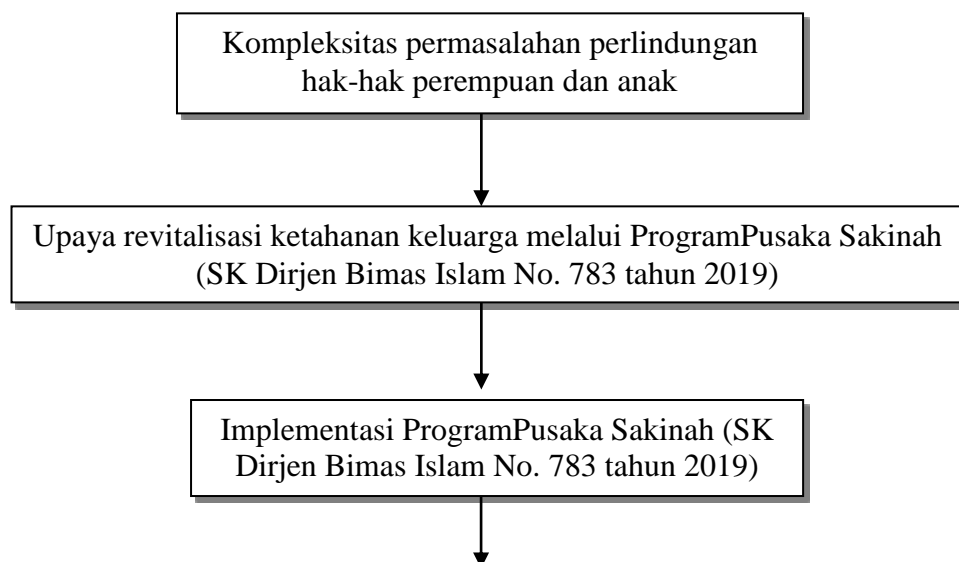 Kompleksitas permasalahan perlindungan
hak-hak perempuan dan anak
Upaya revitalisasi ketahanan keluarga melalui ProgramPusaka Sakinah
(SK Dirjen Bimas Islam No. 783 tahun 2019)
Implementasi ProgramPusaka Sakinah (SK
Dirjen Bimas Islam No. 783 tahun 2019)